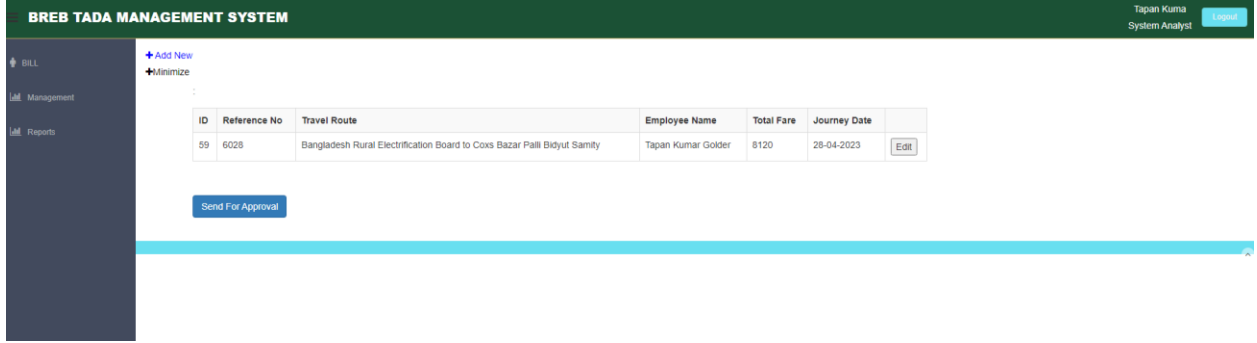 BREB TADA MANAGEMENT SYSTEM
Tapan Kuma
System Analyst
Logout
BILL
Management
Reports
+Add New
+Minimize
:
ID Reference No Travel Route Employee Name Total Fare Journey Date
59 6028 Bangladesh Rural Electrification Board to Coxs Bazar Palli Bidyut Samity Tapan Kumar Golder 8120 28-04-2023 Edit
Send For Approval